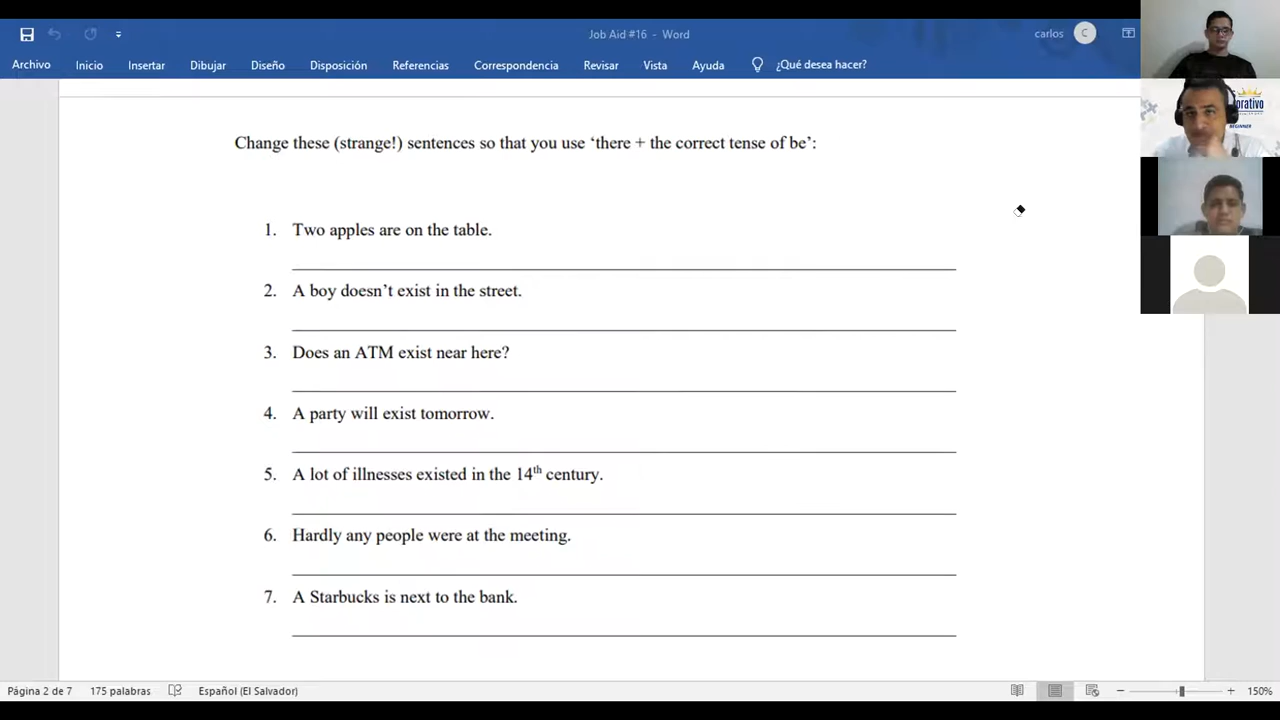 Job Aid #16 - Word
carlos
C
Archivo
Inicio
Insertar
Dibujar
Diseño
Disposición
Referencias
Correspondencia
Revisar
Vista
Ayuda
¿Qué desea hacer?
orativo
BEGINNER
Change these (strange!) sentences so that you use ‘there + the correct tense of be’:
1. Two apples are on the table.
2. A boy doesn’t exist in the street.
3. Does an ATM exist near here?
4. A party will exist tomorrow.
5. A lot of illnesses existed in the 14th century.
6. Hardly any people were at the meeting.
7. A Starbucks is next to the bank.
Página 2 de 7
175 palabras
Español (El Salvador)
150%